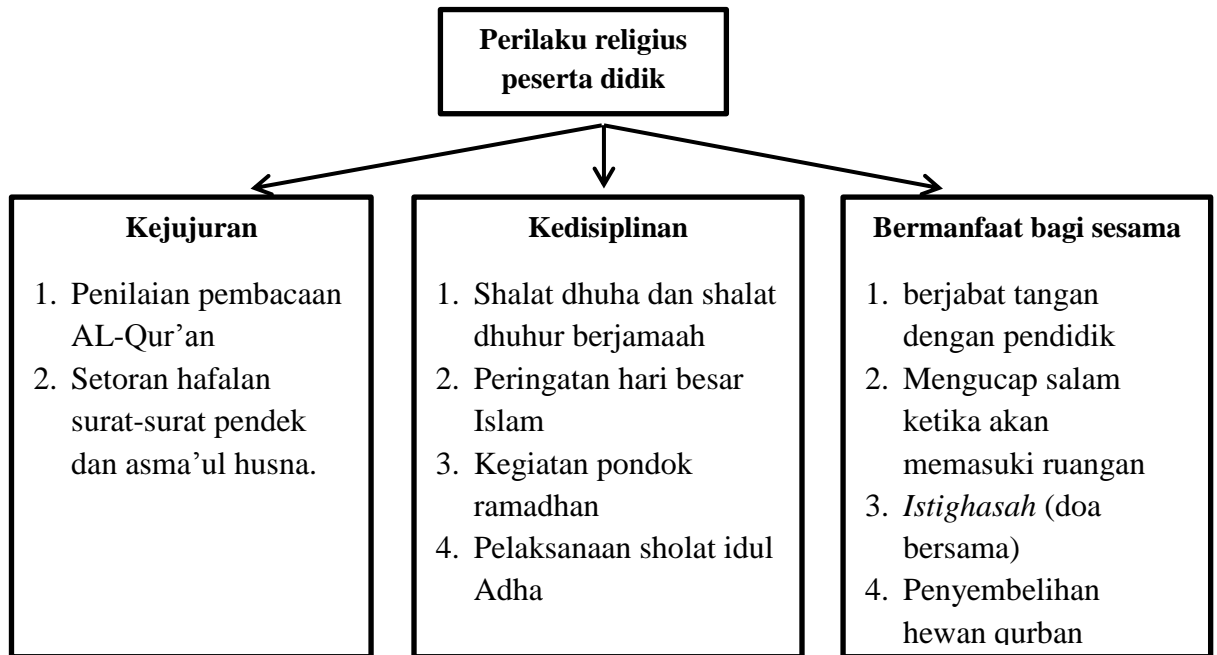 Perilaku religius
peserta didik
Kejujuran
1. Penilaian pembacaan
AL-Qur’an
2. Setoran hafalan
surat-surat pendek
dan asma’ul husna.
Kedisiplinan
1. Shalat dhuha dan shalat
dhuhur berjamaah
2. Peringatan hari besar
Islam
3. Kegiatan pondok
ramadhan
4. Pelaksanaan sholat idul
Adha
Bermanfaat bagi sesama
1. berjabat tangan
dengan pendidik
2. Mengucap salam
ketika akan
memasuki ruangan
3. Istighasah (doa
bersama)
4. Penyembelihan
hewan qurban